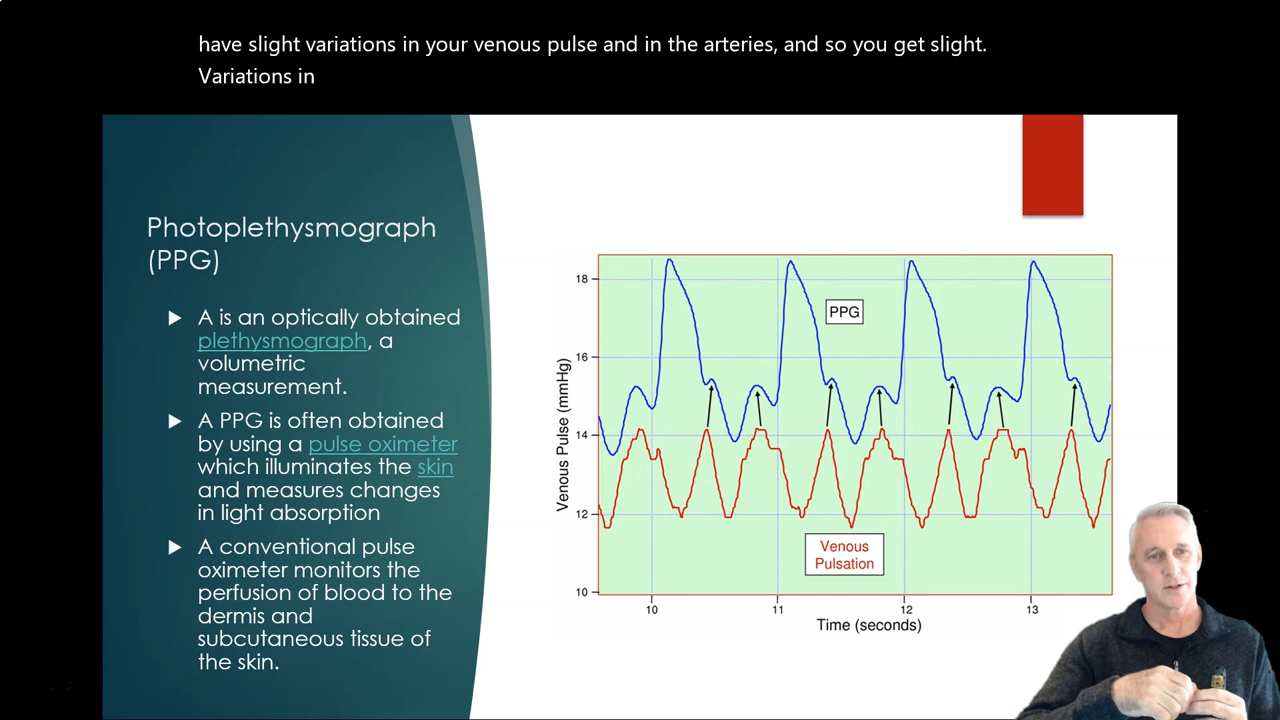 have slight variations in your venous pulse and in the arteries, and so you get slight.
Variations in
Photoplethysmograph
(PPG)
A is an optically obtained
plethysmograph, a
volumetric
measurement.
A PPG is often obtained
by using a pulse oximeter
which illuminates the skin
and measures changes
in light absorption
A conventional pulse
oximeter monitors the
perfusion of blood to the
dermis and
subcutaneous tissue of
the skin.
Venous Pulse (mmHg)
18
16
14
12
10
PPG
Venous
Pulsation
10 11 12 13
Time (seconds)